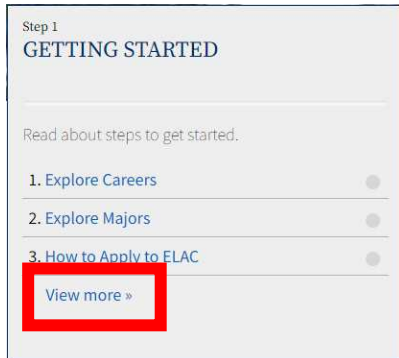 Step 1
GETTING STARTED
Read about steps to get started.
1. Explore Careers
2. Explore Majors
3. How to Apply to ELAC
View more »